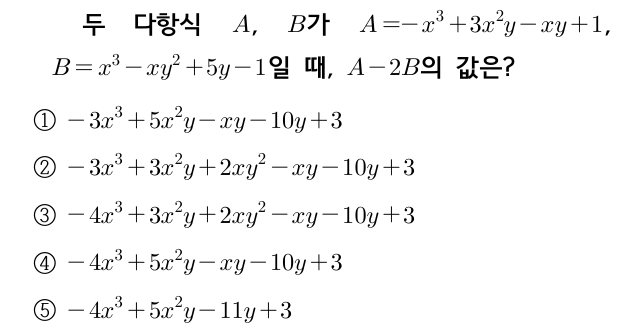 두 다항식 A, B가 A=−x³+3x²y−xy+1,
B=x³−xy²+5y−1일 때, A−2B의 값은?
① −3x³+5x²y−xy−10y+3
② −3x³+3x²y+2xy²−xy−10y+3
③ −4x³+3x²y+2xy²−xy−10y+3
④ −4x³+5x²y−xy−10y+3
⑤ −4x³+5x²y−11y+3